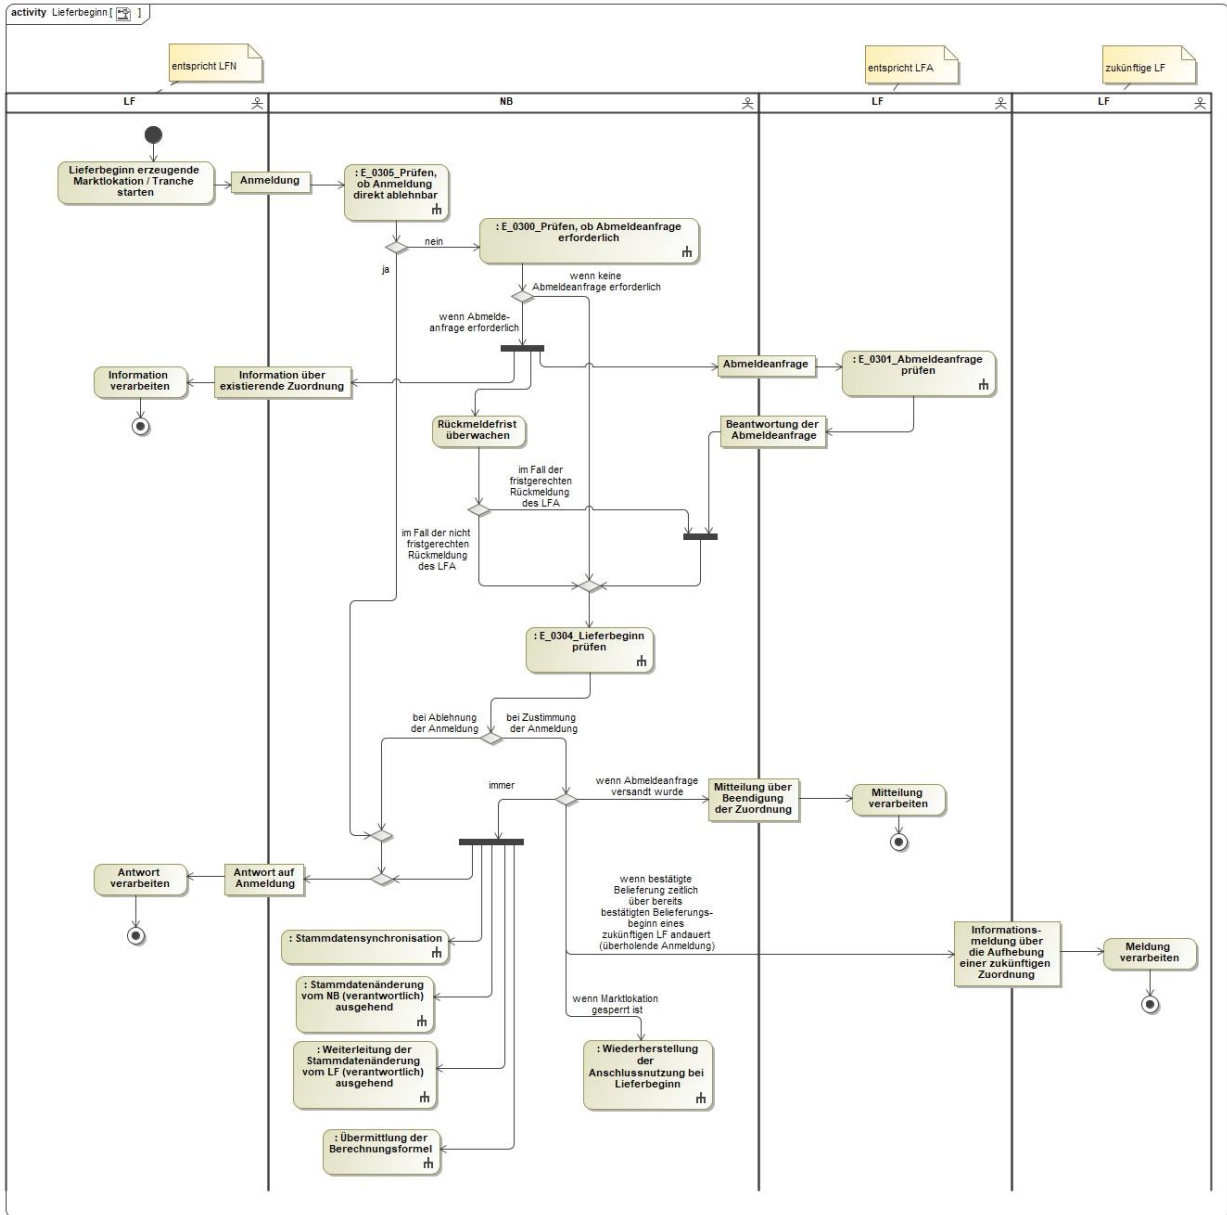 activity Lieferbeginn [ ]
entspricht LFN
entspricht LFA
zukünftige LF
LF
NB
LF
LF
Lieferbeginn erzeugende
Marktlokation / Tranche
starten
Anmeldung
: E_0305_Prüfen,
ob Anmeldung
direkt ablehnbar
nein
ja
: E_0300_Prüfen, ob Abmeldeanfrage
erforderlich
wenn keine
Abmeldeanfrage erforderlich
wenn Abmelde-
anfrage erforderlich
Information
verarbeiten
Information über
existierende Zuordnung
Abmeldeanfrage
: E_0301_Abmeldeanfrage
prüfen
Rückmeldefrist
überwachen
Beantwortung der
Abmeldeanfrage
im Fall der
fristgerechten
Rückmeldung
des LFA
im Fall der nicht
fristgerechten
Rückmeldung
des LFA
: E_0304_Lieferbeginn
prüfen
bei Ablehnung
der Anmeldung
bei Zustimmung
der Anmeldung
immer
wenn Abmeldeanfrage
versandt wurde
Mitteilung über
Beendigung
der Zuordnung
Mitteilung
verarbeiten
Antwort
verarbeiten
Antwort auf
Anmeldung
wenn bestätigte
Belieferung zeitlich
über bereits
bestätigten Belieferungs-
beginn eines
zukünftigen LF andauert
(überholende Anmeldung)
Informations-
meldung über
die Aufhebung
einer zukünftigen
Zuordnung
Meldung
verarbeiten
: Stammdatensynchronisation
: Stammdatenänderung
vom NB (verantwortlich)
ausgehend
wenn Marktlokation
gesperrt ist
: Weiterleitung der
Stammdatenänderung
vom LF (verantwortlich)
ausgehend
: Wiederherstellung
der
Anschlussnutzung bei
Lieferbeginn
: Übermittlung der
Berechnungsformel